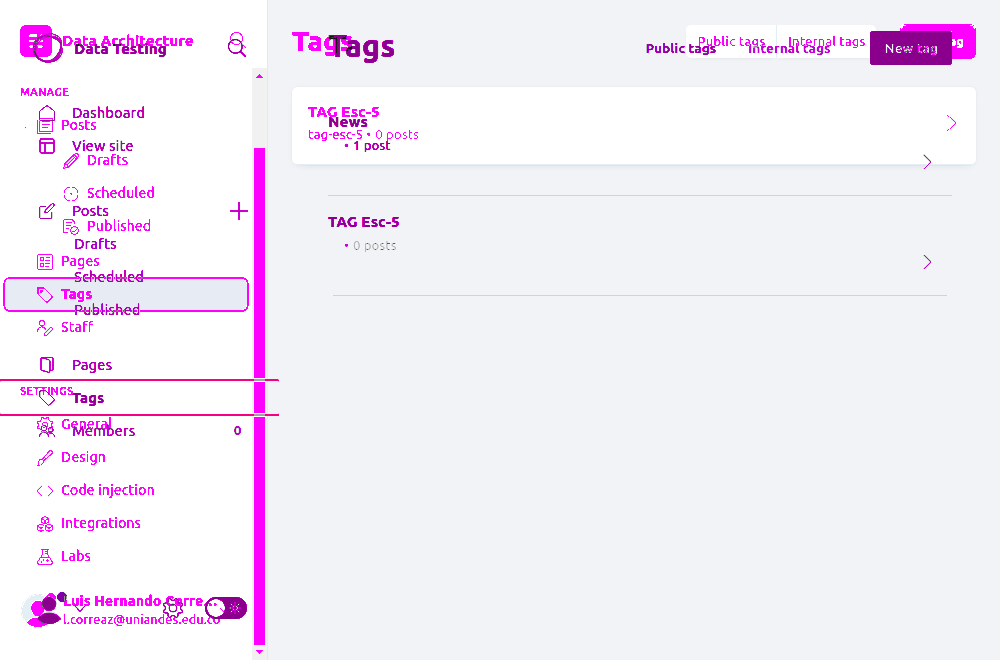 Data Architecture
Data Testing
MANAGE
Dashboard
Posts
View site
Drafts
Scheduled
Posts
Published
Drafts
Pages
Scheduled
Tags
Published
Staff
Pages
SETTINGS
Tags
General
Members 0
Design
Code injection
Integrations
Labs
Luis Hernando Corre...
l.correaz@uniandes.edu.co
Tags
Tags
Public tags Internal tags
Public tags Internal tags New tag
TAG Esc-5
News
tag-esc-5 • 0 posts
• 1 post
TAG Esc-5
• 0 posts